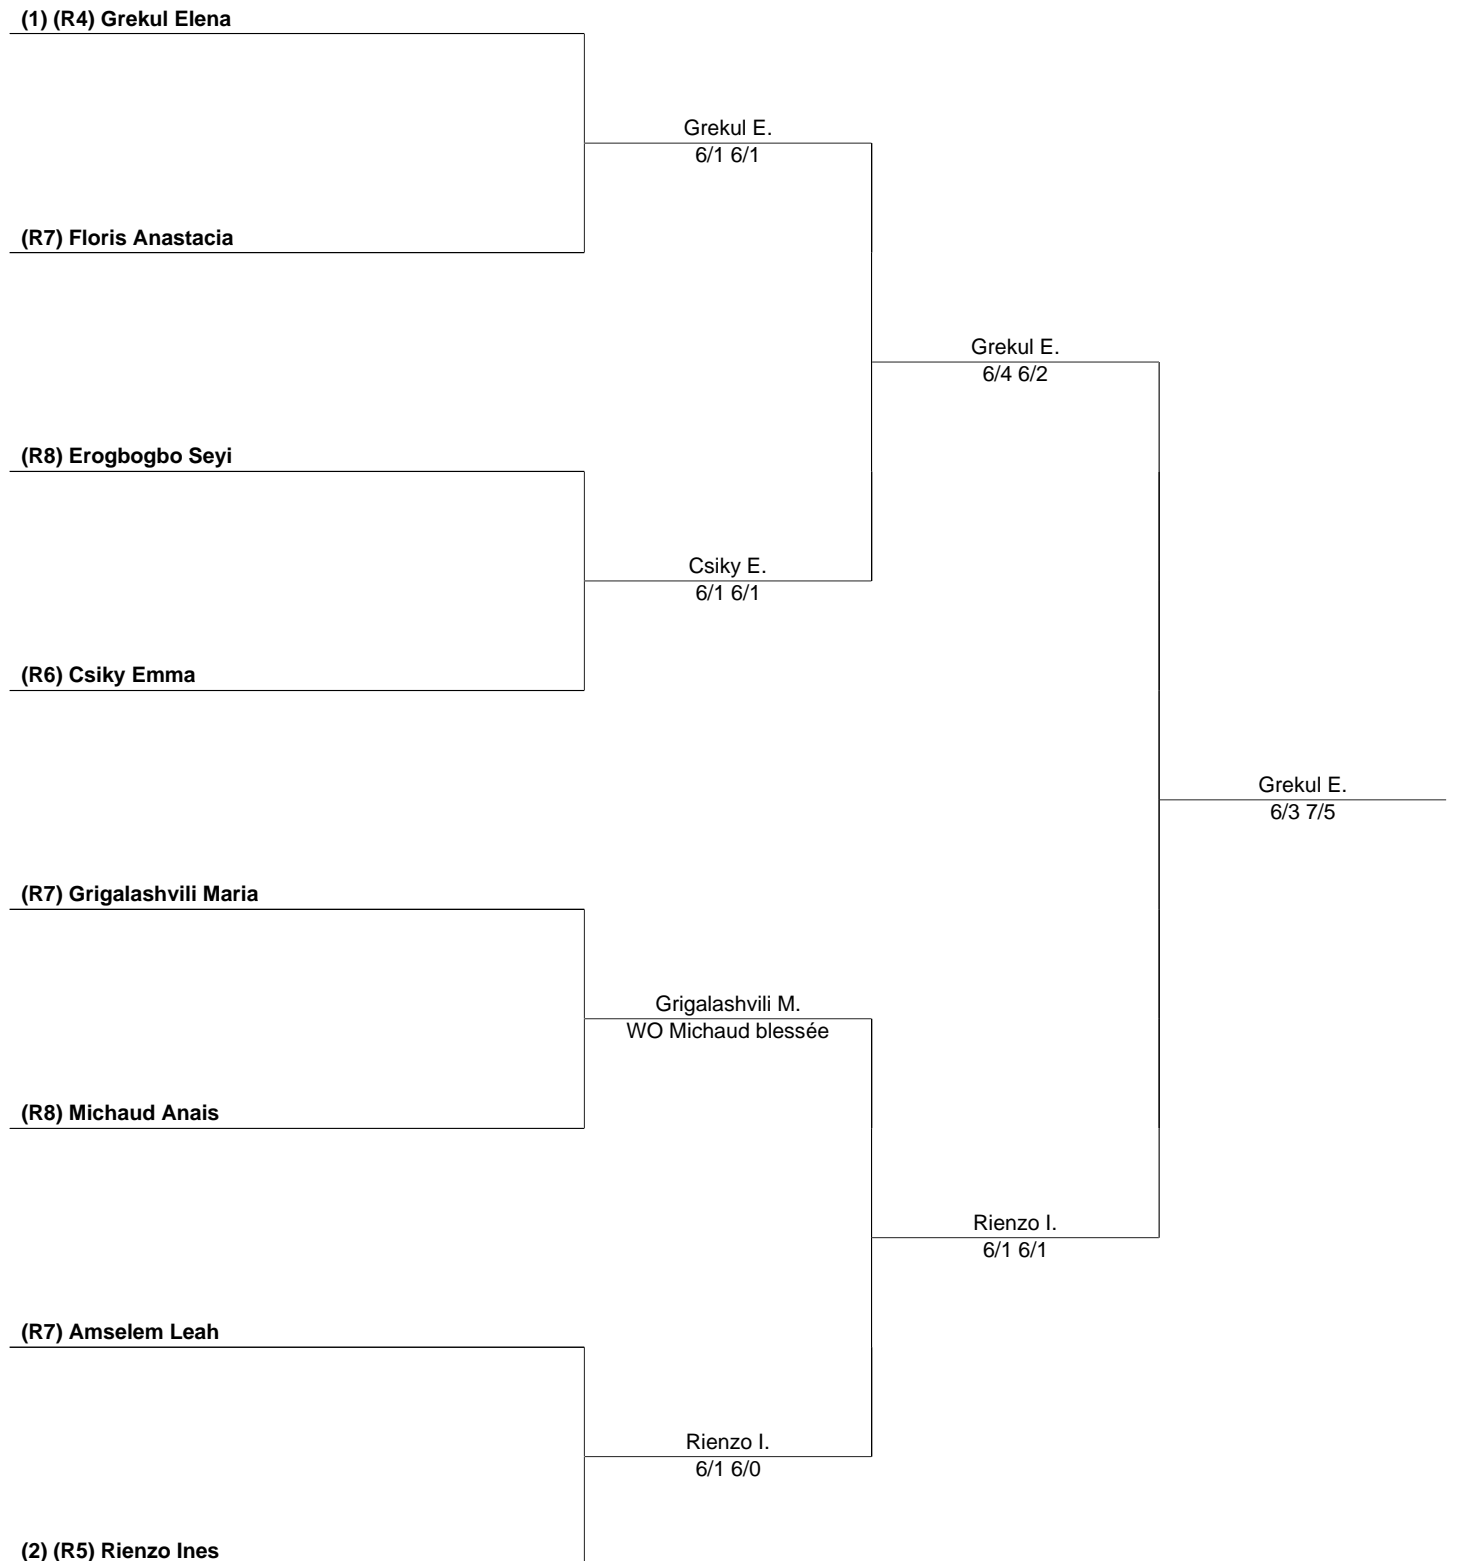 (1) (R4) Grekul Elena
Grekul E.
6/1 6/1
(R7) Floris Anastacia
Grekul E.
6/4 6/2
(R8) Erogbogbo Seyi
Csiky E.
6/1 6/1
(R6) Csiky Emma
Grekul E.
6/3 7/5
(R7) Grigalashvili Maria
Grigalashvili M.
WO Michaud blessée
(R8) Michaud Anais
Rienzo I.
6/1 6/1
(R7) Amselem Leah
Rienzo I.
6/1 6/0
(2) (R5) Rienzo Ines